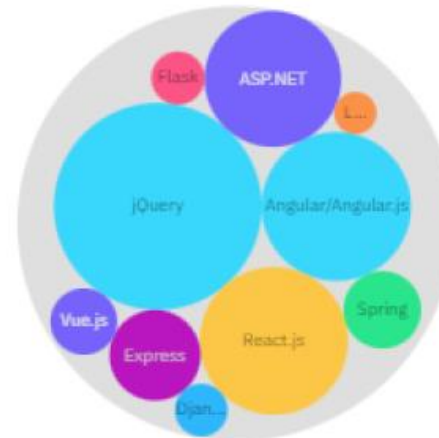 Flask
ASP.NET
L...
jQuery
Angular/Angular.js
Vue.js
Express
React.js
Spring
Djan...